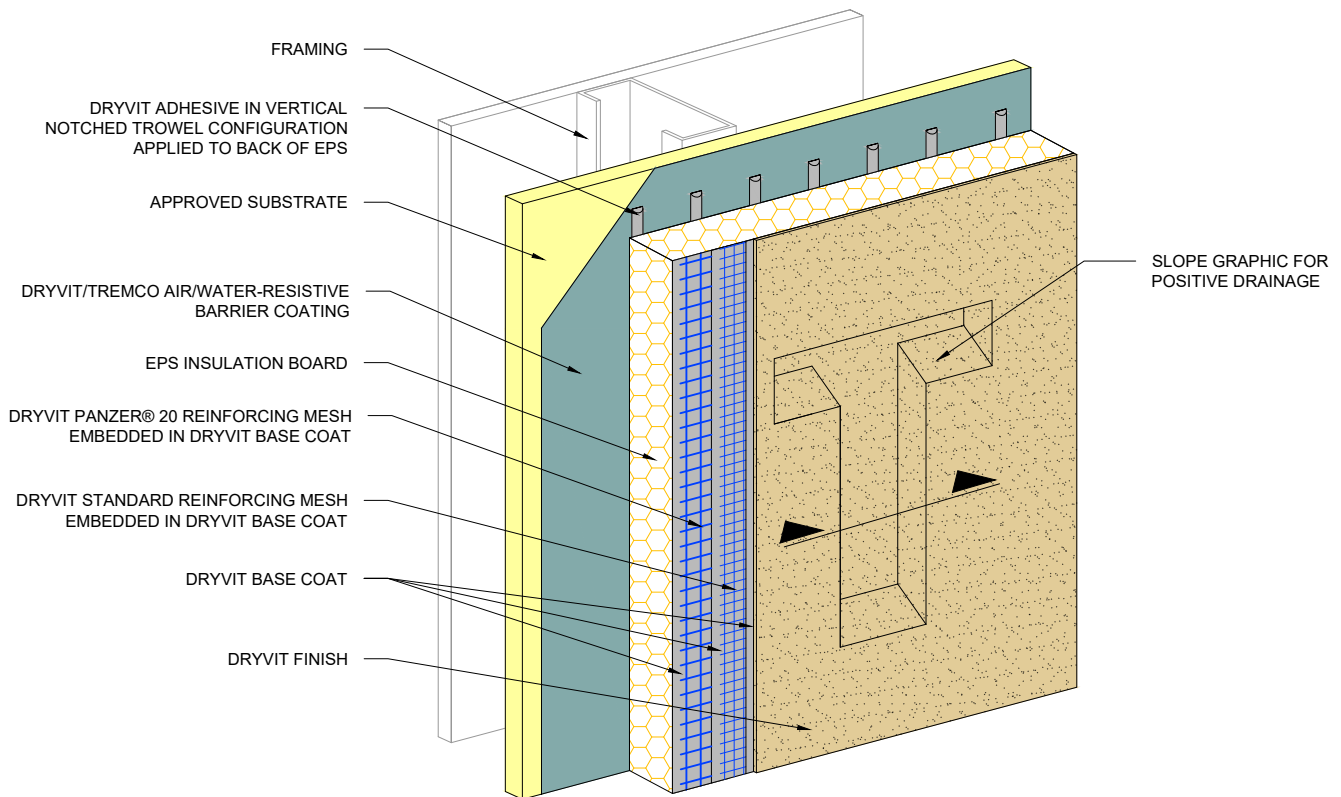 FRAMING
DRYVIT ADHESIVE IN VERTICAL
NOTCHED TROWEL CONFIGURATION
APPLIED TO BACK OF EPS
APPROVED SUBSTRATE
DRYVIT/TREMCO AIR/WATER-RESISTIVE
BARRIER COATING
EPS INSULATION BOARD
DRYVIT PANZER® 20 REINFORCING MESH
EMBEDDED IN DRYVIT BASE COAT
DRYVIT STANDARD REINFORCING MESH
EMBEDDED IN DRYVIT BASE COAT
DRYVIT BASE COAT
DRYVIT FINISH
SLOPE GRAPHIC FOR
POSITIVE DRAINAGE